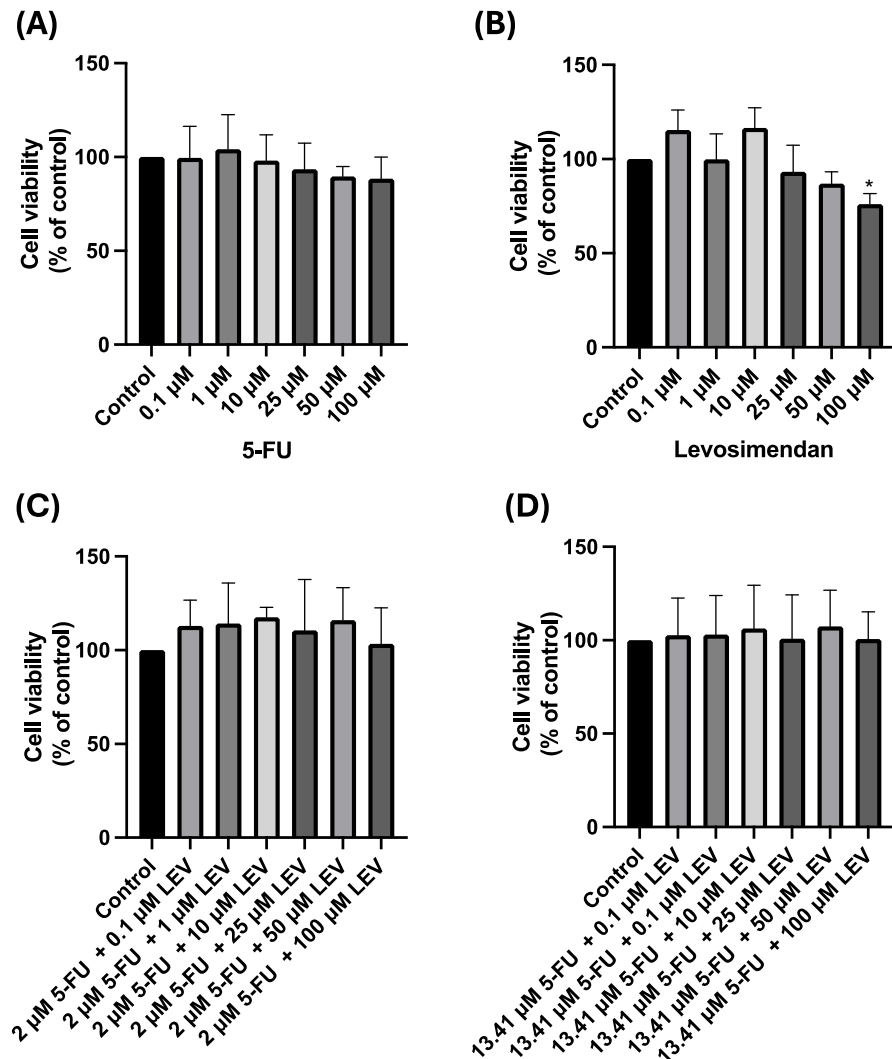 (A)
150
100
50
0
Cell viability
(% of control)
Control
0.1 µM
1 µM
10 µM
25 µM
50 µM
100 µM
5-FU
(B)
150
100
50
0
Cell viability
(% of control)
*
Control
0.1 µM
1 µM
10 µM
25 µM
50 µM
100 µM
Levosimendan
(C)
150
100
50
0
Cell viability
(% of control)
Control
2 µM 5-FU + 0.1 µM LEV
2 µM 5-FU + 1 µM LEV
2 µM 5-FU + 10 µM LEV
2 µM 5-FU + 25 µM LEV
2 µM 5-FU + 50 µM LEV
2 µM 5-FU + 100 µM LEV
(D)
150
100
50
0
Cell viability
(% of control)
Control
13.41 µM 5-FU + 0.1 µM LEV
13.41 µM 5-FU + 0.1 µM LEV
13.41 µM 5-FU + 10 µM LEV
13.41 µM 5-FU + 25 µM LEV
13.41 µM 5-FU + 50 µM LEV
13.41 µM 5-FU + 100 µM LEV